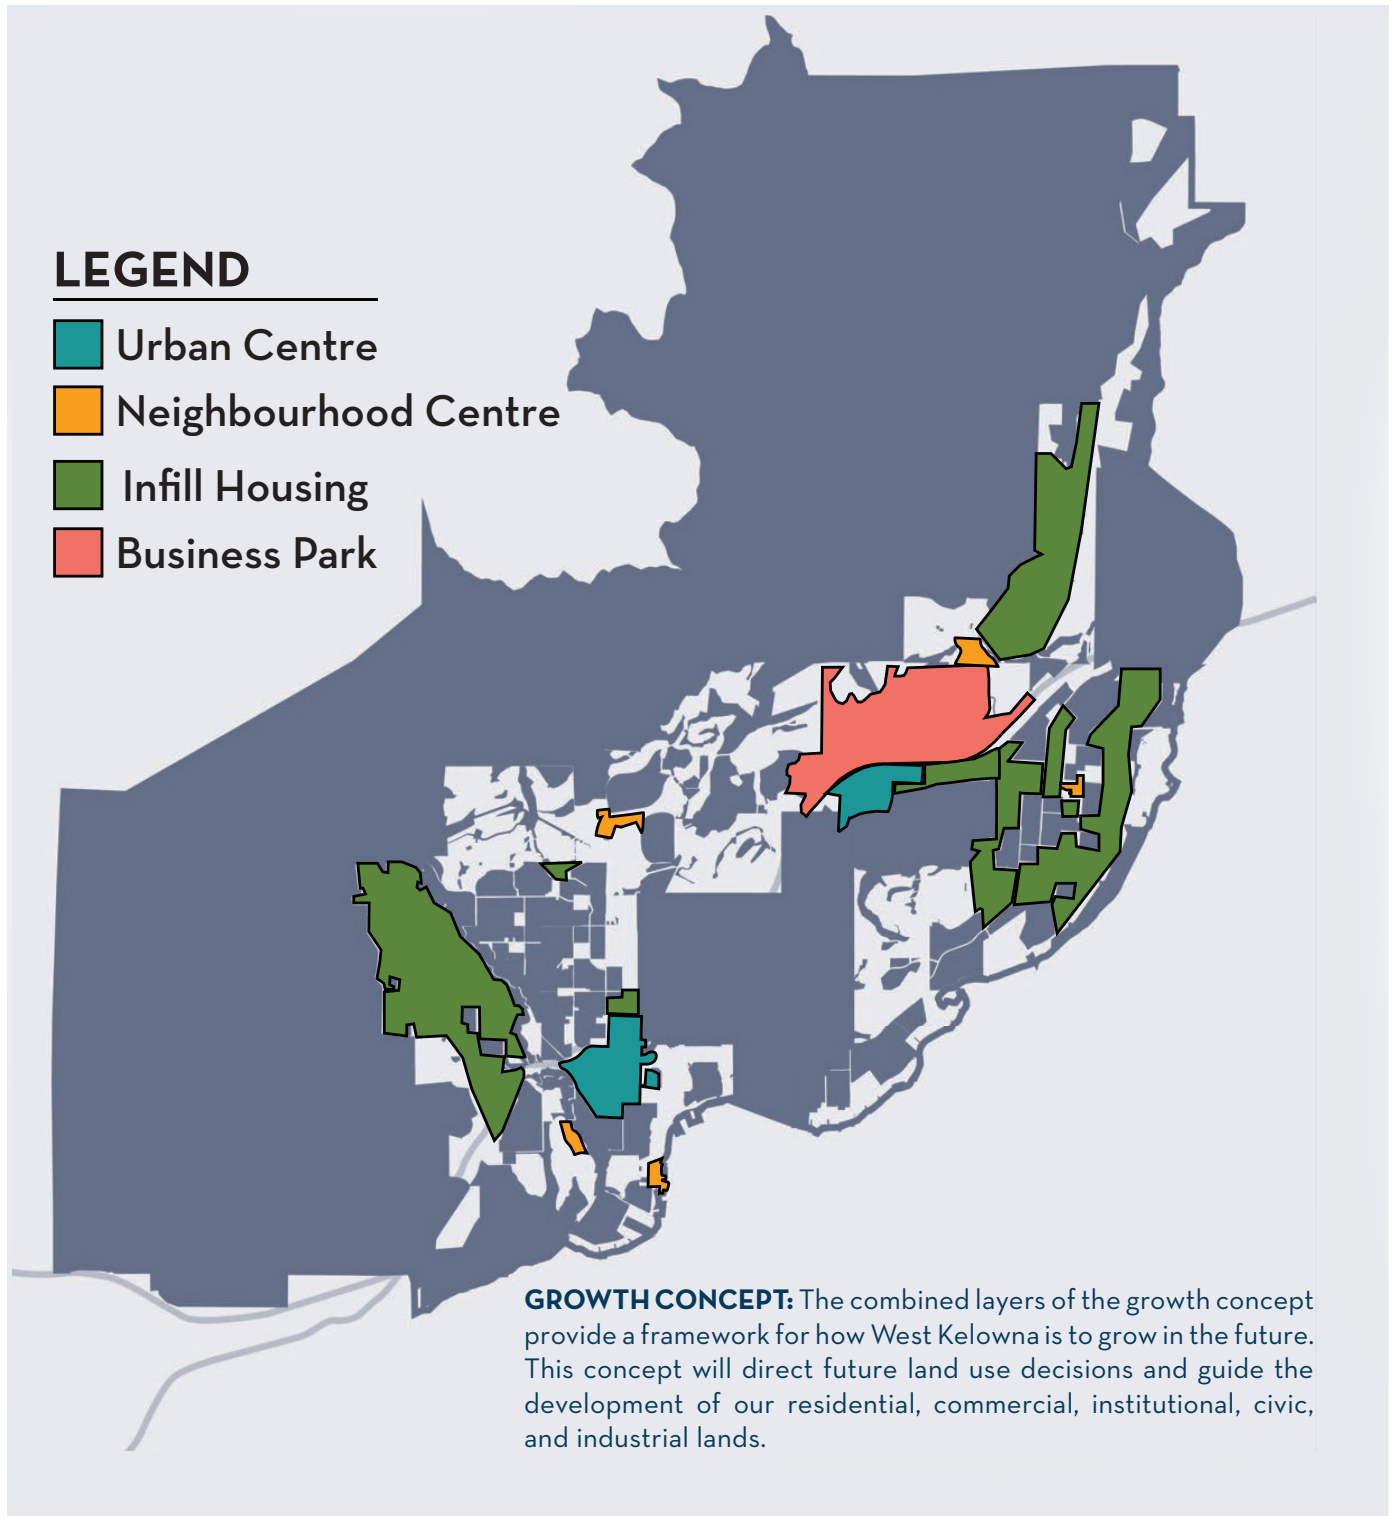 LEGEND
Urban Centre
Neighbourhood Centre
Infill Housing
Business Park
GROWTH CONCEPT: The combined layers of the growth concept
provide a framework for how West Kelowna is to grow in the future.
This concept will direct future land use decisions and guide the
development of our residential, commercial, institutional, civic,
and industrial lands.